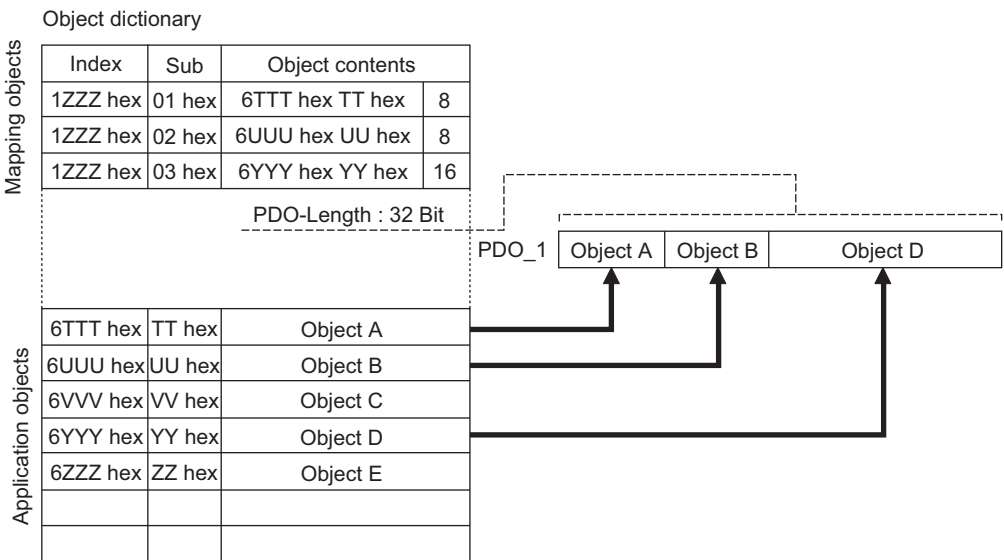 Object dictionary
Mapping objects
Index Sub Object contents
1ZZZ hex 01 hex 6TTT hex TT hex 8
1ZZZ hex 02 hex 6UUU hex UU hex 8
1ZZZ hex 03 hex 6YYY hex YY hex 16
PDO-Length : 32 Bit
PDO_1 Object A Object B Object D
Application objects
6TTT hex TT hex Object A
6UUU hex UU hex Object B
6VVV hex VV hex Object C
6YYY hex YY hex Object D
6ZZZ hex ZZ hex Object E